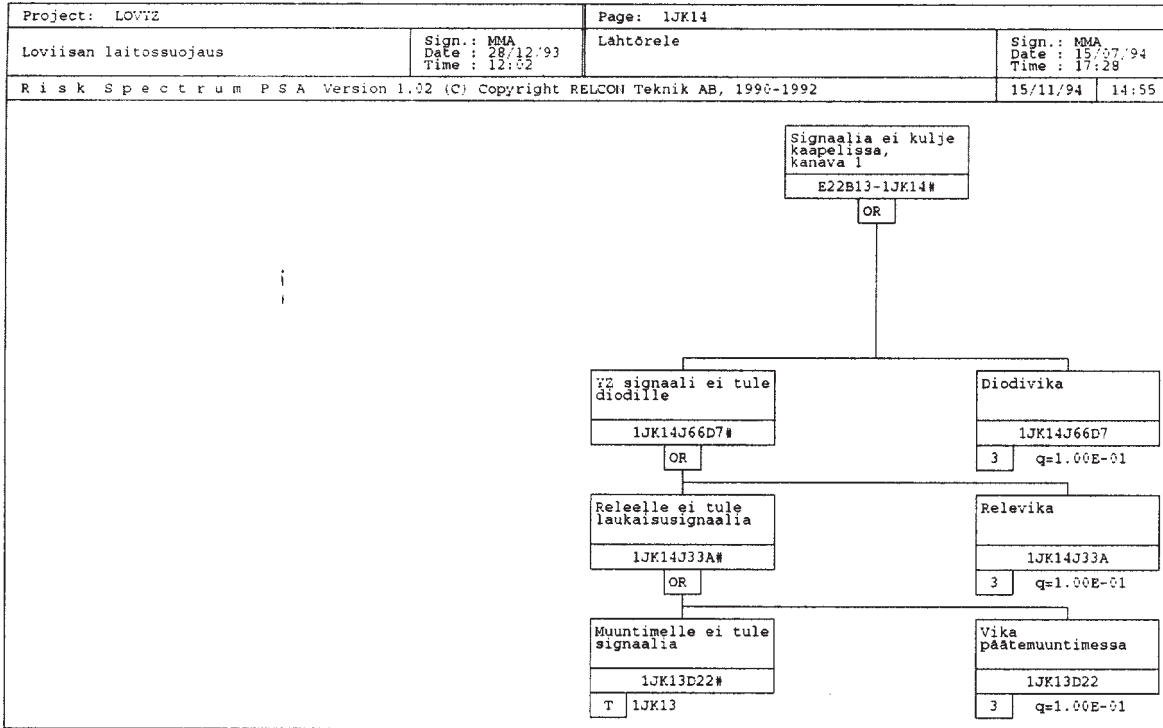 Project: LOVYZ
Page: 1JK14
Loviisan laitossuojaus
Sign.: MMA
Date : 28/12/93
Time : 12:02
Lähtörele
Sign.: MMA
Date : 15/07/94
Time : 17:28
Risk Spectrum PSA Version 1.02 (C) Copyright RELCON Teknik AB, 1990-1992
15/11/94 14:55
Signaalia ei kulje
kaapelissa,
kanava 1
E22B13-1JK14#
OR
YZ signaali ei tule
diodille
1JK14J66D7#
OR
Diodivika
1JK14J66D7
3 q=1.00E-01
Releelle ei tule
laukaisusignaalia
1JK14J33A#
OR
Relevika
1JK14J33A
3 q=1.00E-01
Muuntimelle ei tule
signaalia
1JK13D22#
T 1JK13
Vika
päätemuuntimessa
1JK13D22
3 q=1.00E-01